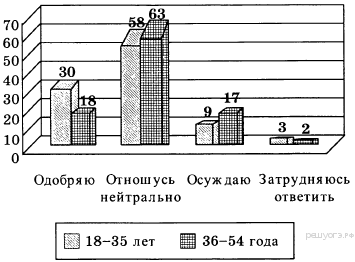 70
60
50
40
30
20
10
0
30
18
58
63
9
17
3
2
Одобряю
Отношусь
нейтрально
Осуждаю
Затрудняюсь
ответить
18–35 лет
36–54 года
решуогэ.рф